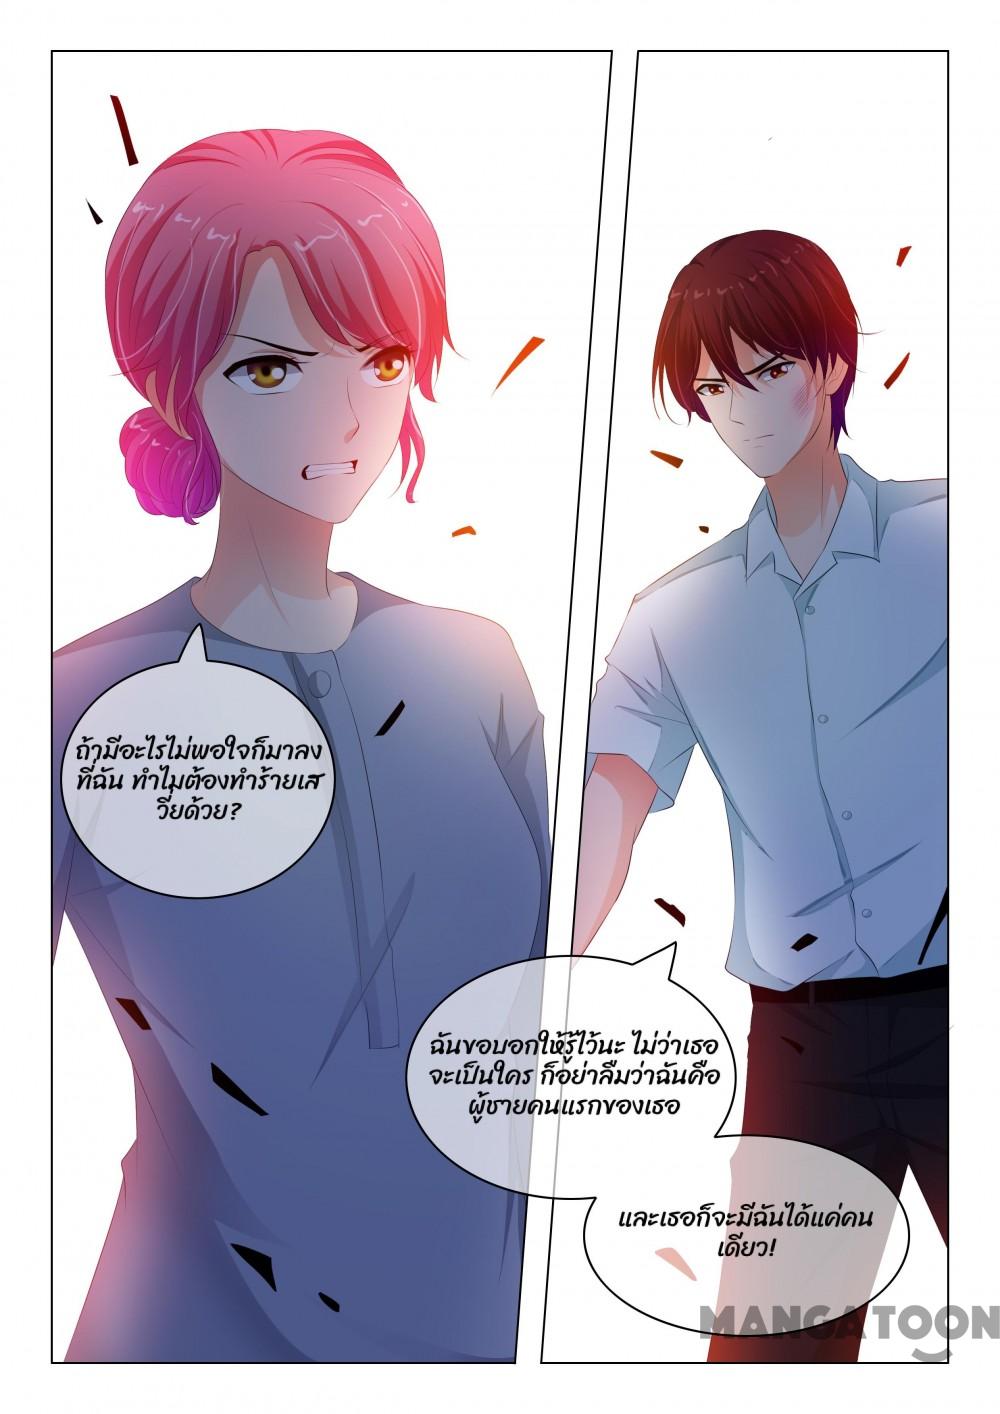 ถ้ามีอะไรไม่พอใจก็มาลง
ที่ฉัน ทำไมต้องทำร้ายเส
วี่ยด้วย?
ฉันขอบอกให้รู้ไว้นะ ไม่ว่าเธอ
จะเป็นใคร ก็อย่าลืมว่าฉันคือ
ผู้ชายคนแรกของเธอ
และเธอก็จะมีฉันได้แค่คน
เดียว!
MANGATOON